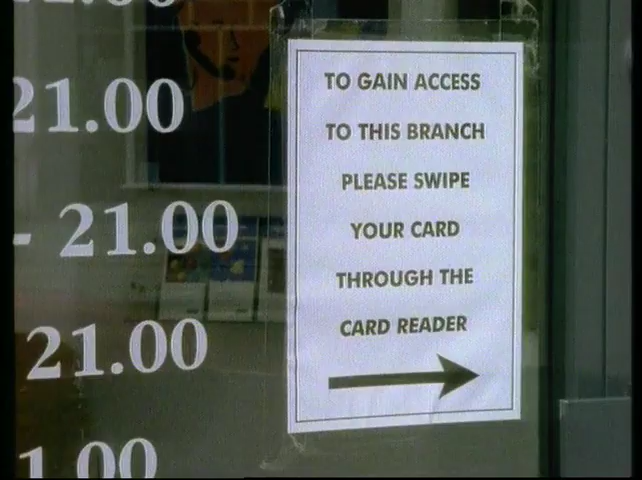 21.00
- 21.00
21.00
1.00
TO GAIN ACCESS
TO THIS BRANCH
PLEASE SWIPE
YOUR CARD
THROUGH THE
CARD READER